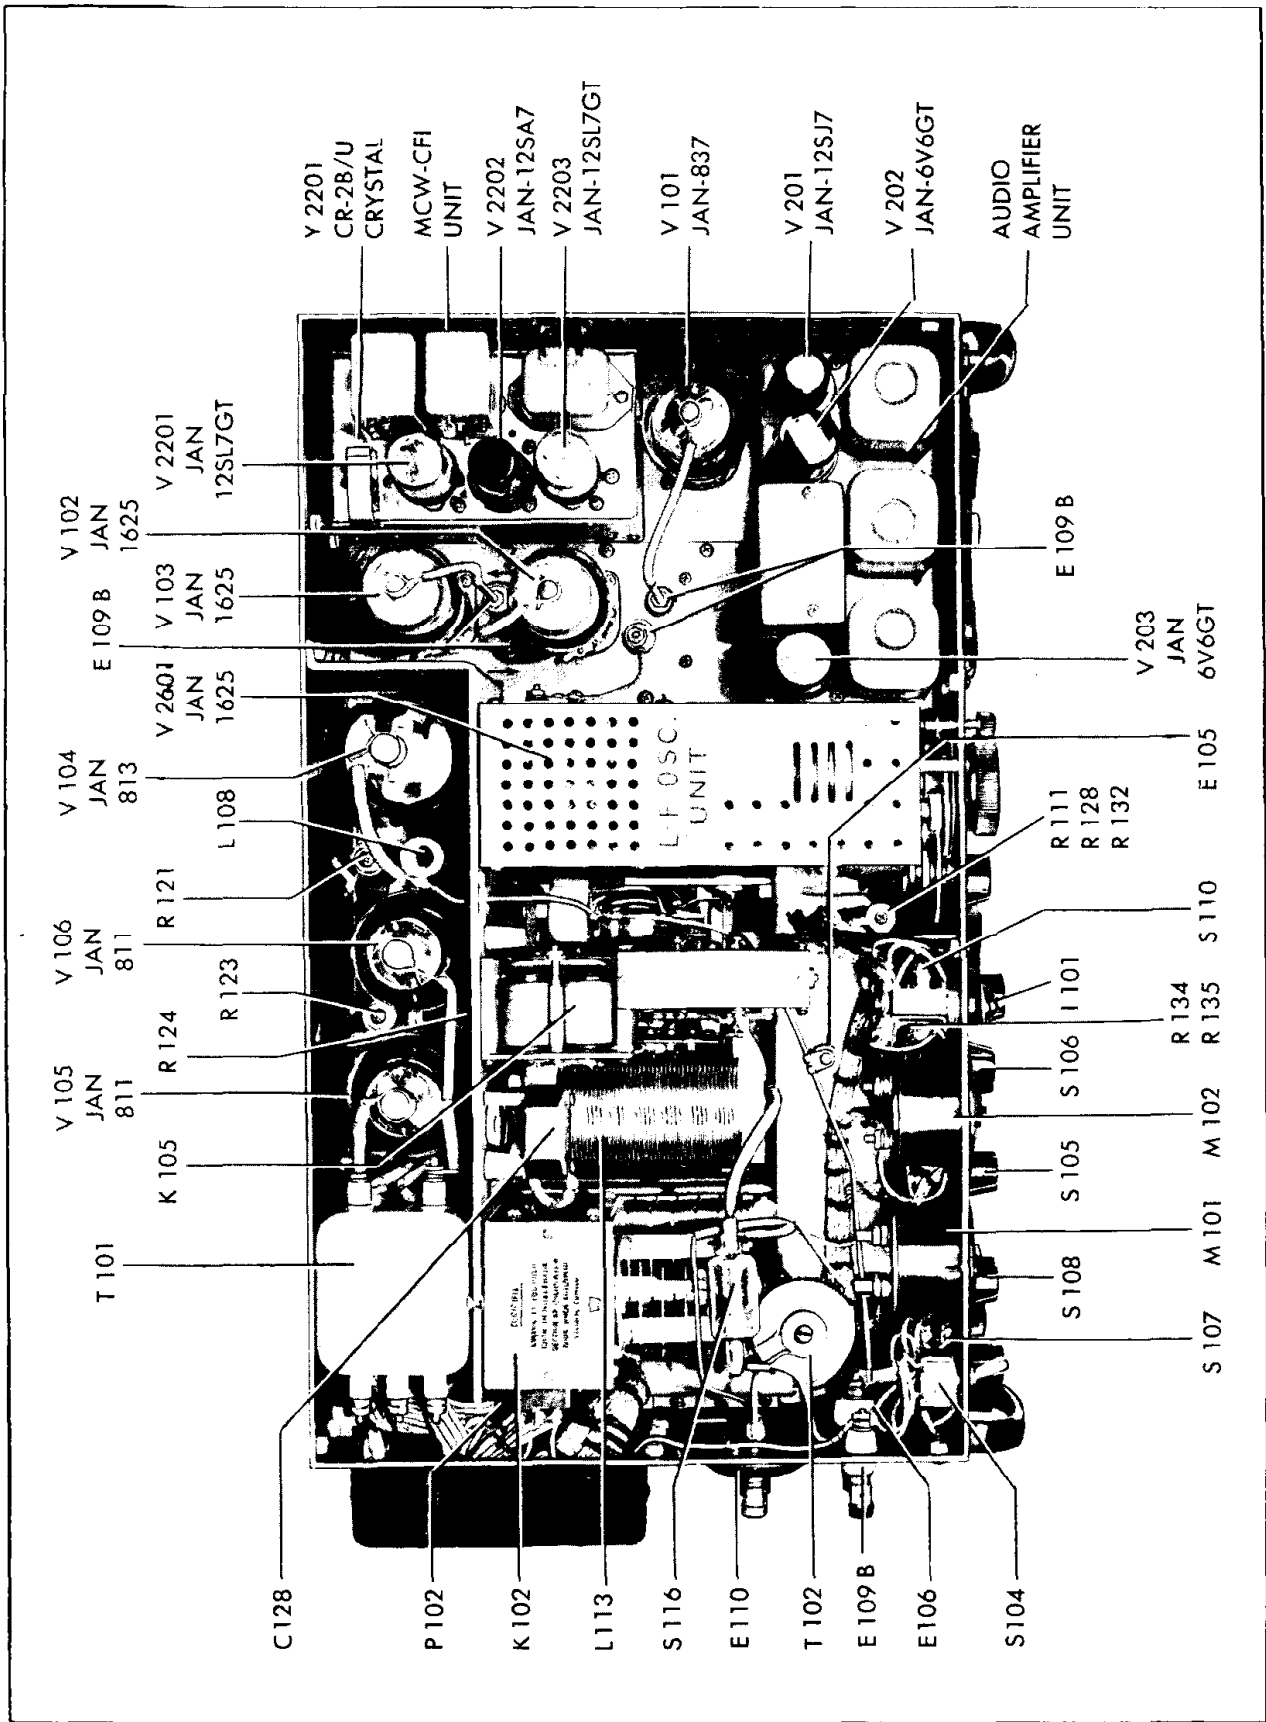 T 101
K 105
V 105
JAN
811
R 124
R 123
V 106
JAN
811
R 121
L 108
V 104
JAN
813
V 2601
JAN
1625
E 109 B
V 103
JAN
1625
V 102
JAN
1625
V 2201
JAN
12SL7GT
C128
P 102
K 102
L 113
S 116
E 110
T 102
E 109 B
E106
S104
L-F OSC.
UNIT
Y 2201
CR-2B/U
CRYSTAL
MCW-CFI
UNIT
V 2202
JAN-12SA7
V 2203
JAN-12SL7GT
V 101
JAN-837
V 201
JAN-12SJ7
V 202
JAN-6V6GT
AUDIO
AMPLIFIER
UNIT
E 109 B
V 203
JAN
6V6GT
R 111
R 128
R 132
E 105
S 110
I 101
R 134
R 135
S 106
M 102
S 105
M 101
S 108
S 107